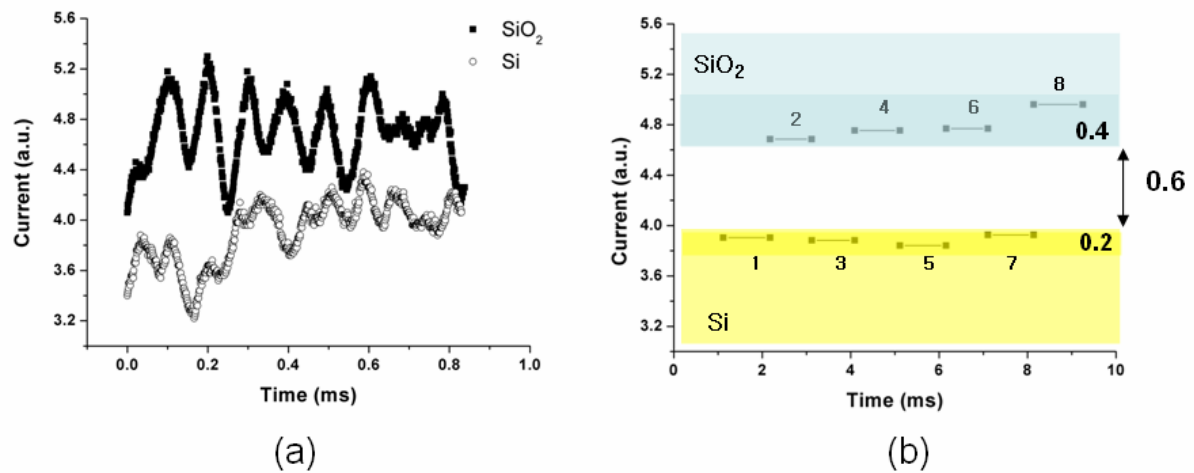 SiO₂
Si
5.6
5.2
4.8
4.4
4.0
3.6
3.2
Current (a.u.)
0.0 0.2 0.4 0.6 0.8 1.0
Time (ms)
(a)
5.6
5.2
4.8
4.4
4.0
3.6
3.2
Current (a.u.)
SiO₂
2 4 6 8
0.4
0.6
0.2
1 3 5 7
Si
0 2 4 6 8 10
Time (ms)
(b)